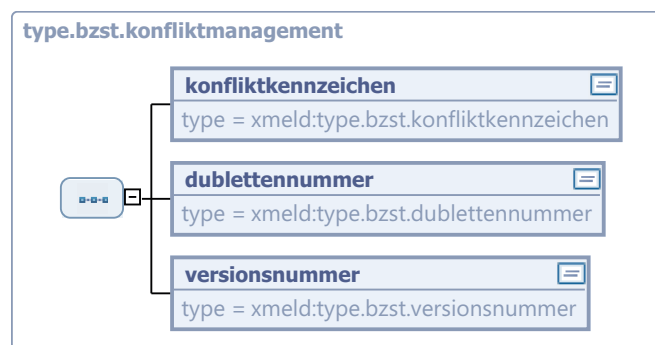 type.bzst.konfliktmanagement
konfliktkennzeichen
type = xmeld:type.bzst.konfliktkennzeichen
dublettennummer
type = xmeld:type.bzst.dublettennummer
versionsnummer
type = xmeld:type.bzst.versionsnummer